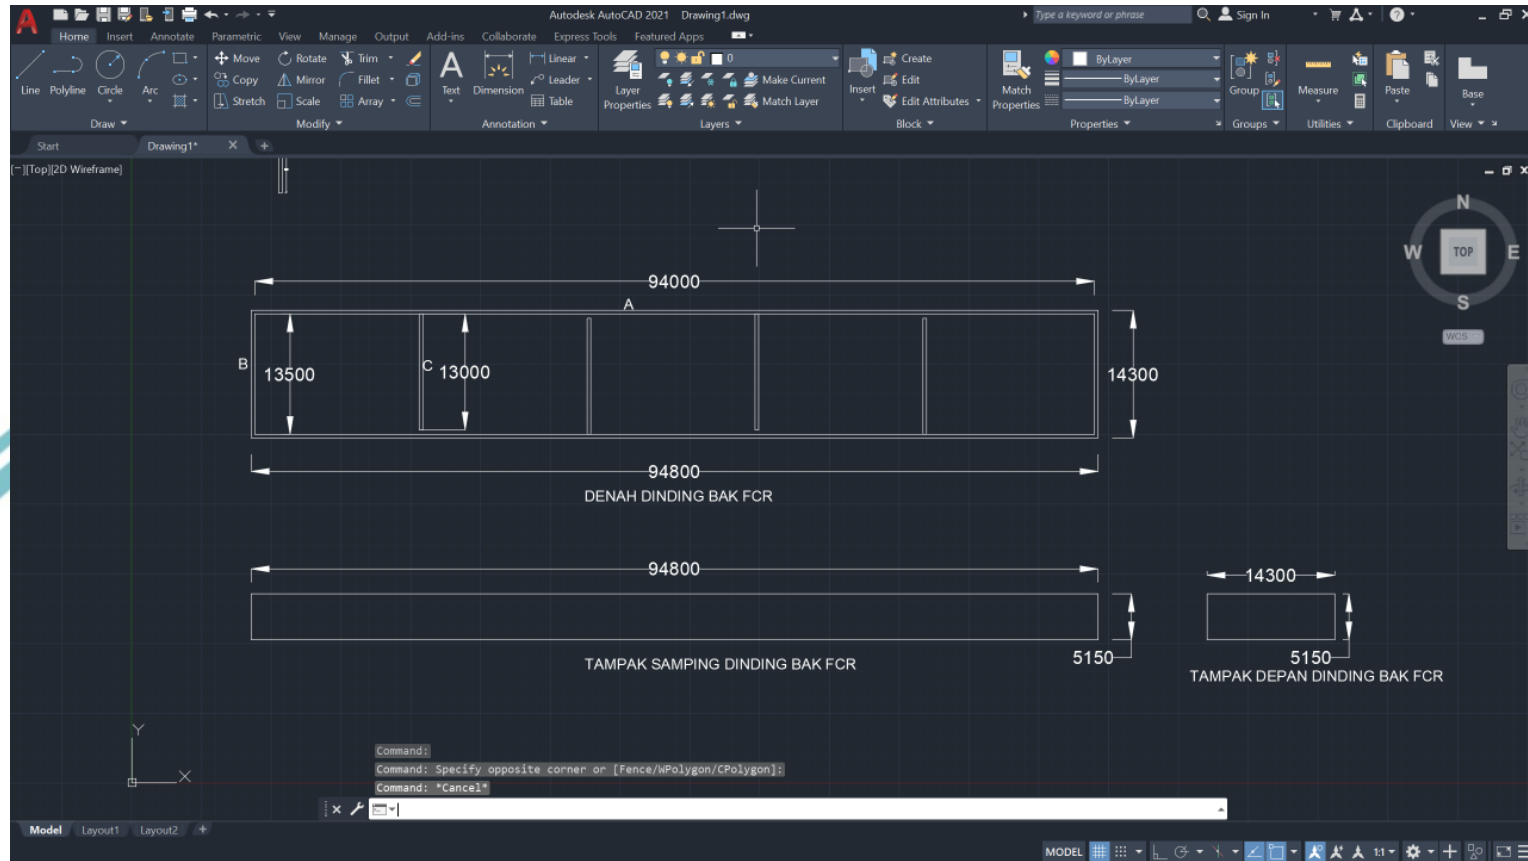 Autodesk AutoCAD 2021 Drawing1.dwg
Type a keyword or phrase
Sign In
Home Insert Annotate Parametric View Manage Output Add-ins Collaborate Express Tools Featured Apps
Line Polyline Circle Arc
Move Rotate Trim
Copy Mirror Fillet
Stretch Scale Array
Text Dimension
Linear
Leader
Table
Layer Properties
0
Make Current
Match Layer
Insert
Create
Edit
Edit Attributes
Match Properties
ByLayer
ByLayer
ByLayer
Group
Measure
Paste
Base
Draw Modify Annotation Layers Block Properties Groups Utilities Clipboard View
Start Drawing1* +
[-][Top][2D Wireframe]
N
W TOP E
S
WCS
94000
A
B
13500
C 13000
14300
94800
DENAH DINDING BAK FCR
94800
14300
5150
5150
TAMPAK SAMPING DINDING BAK FCR
TAMPAK DEPAN DINDING BAK FCR
Y
X
Command:
Command: Specify opposite corner or [Fence/WPolygon/CPolygon]:
Command: *Cancel*
Model Layout1 Layout2 +
MODEL 1:1